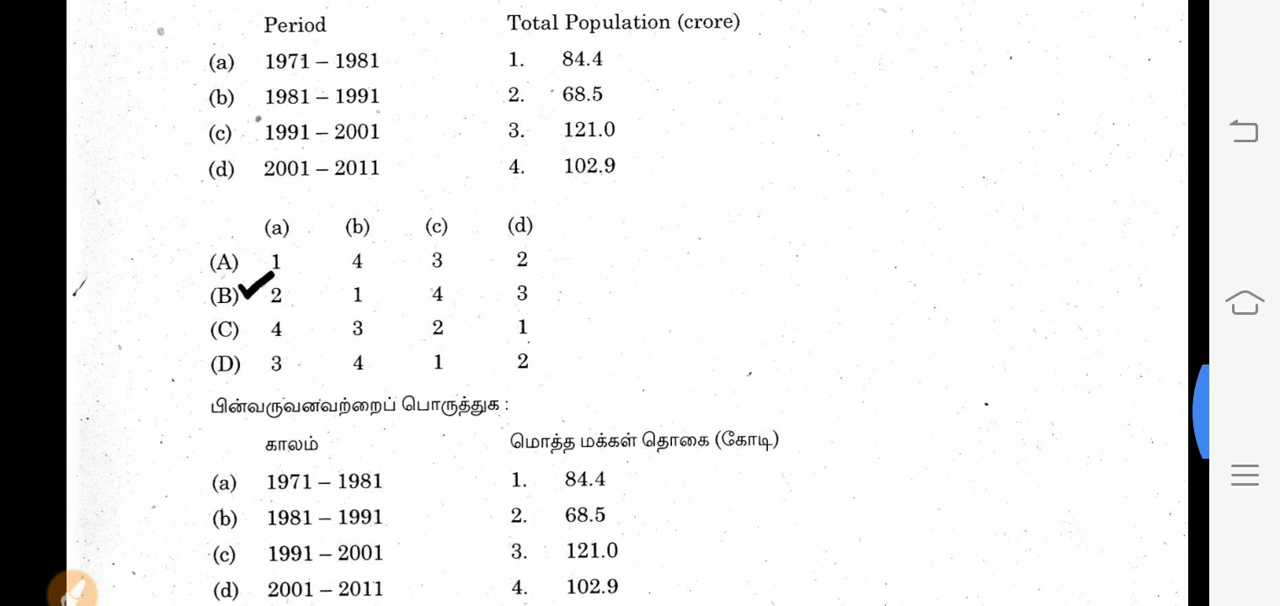 Period Total Population (crore)
(a) 1971 – 1981 1. 84.4
(b) 1981 – 1991 2. 68.5
(c) 1991 – 2001 3. 121.0
(d) 2001 – 2011 4. 102.9
(a) (b) (c) (d)
(A) 1 4 3 2
(B) 2 1 4 3
(C) 4 3 2 1
(D) 3 4 1 2
பின்வருவனவற்றைப் பொருத்துக :
காலம் மொத்த மக்கள் தொகை (கோடி)
(a) 1971 – 1981 1. 84.4
(b) 1981 – 1991 2. 68.5
(c) 1991 – 2001 3. 121.0
(d) 2001 – 2011 4. 102.9